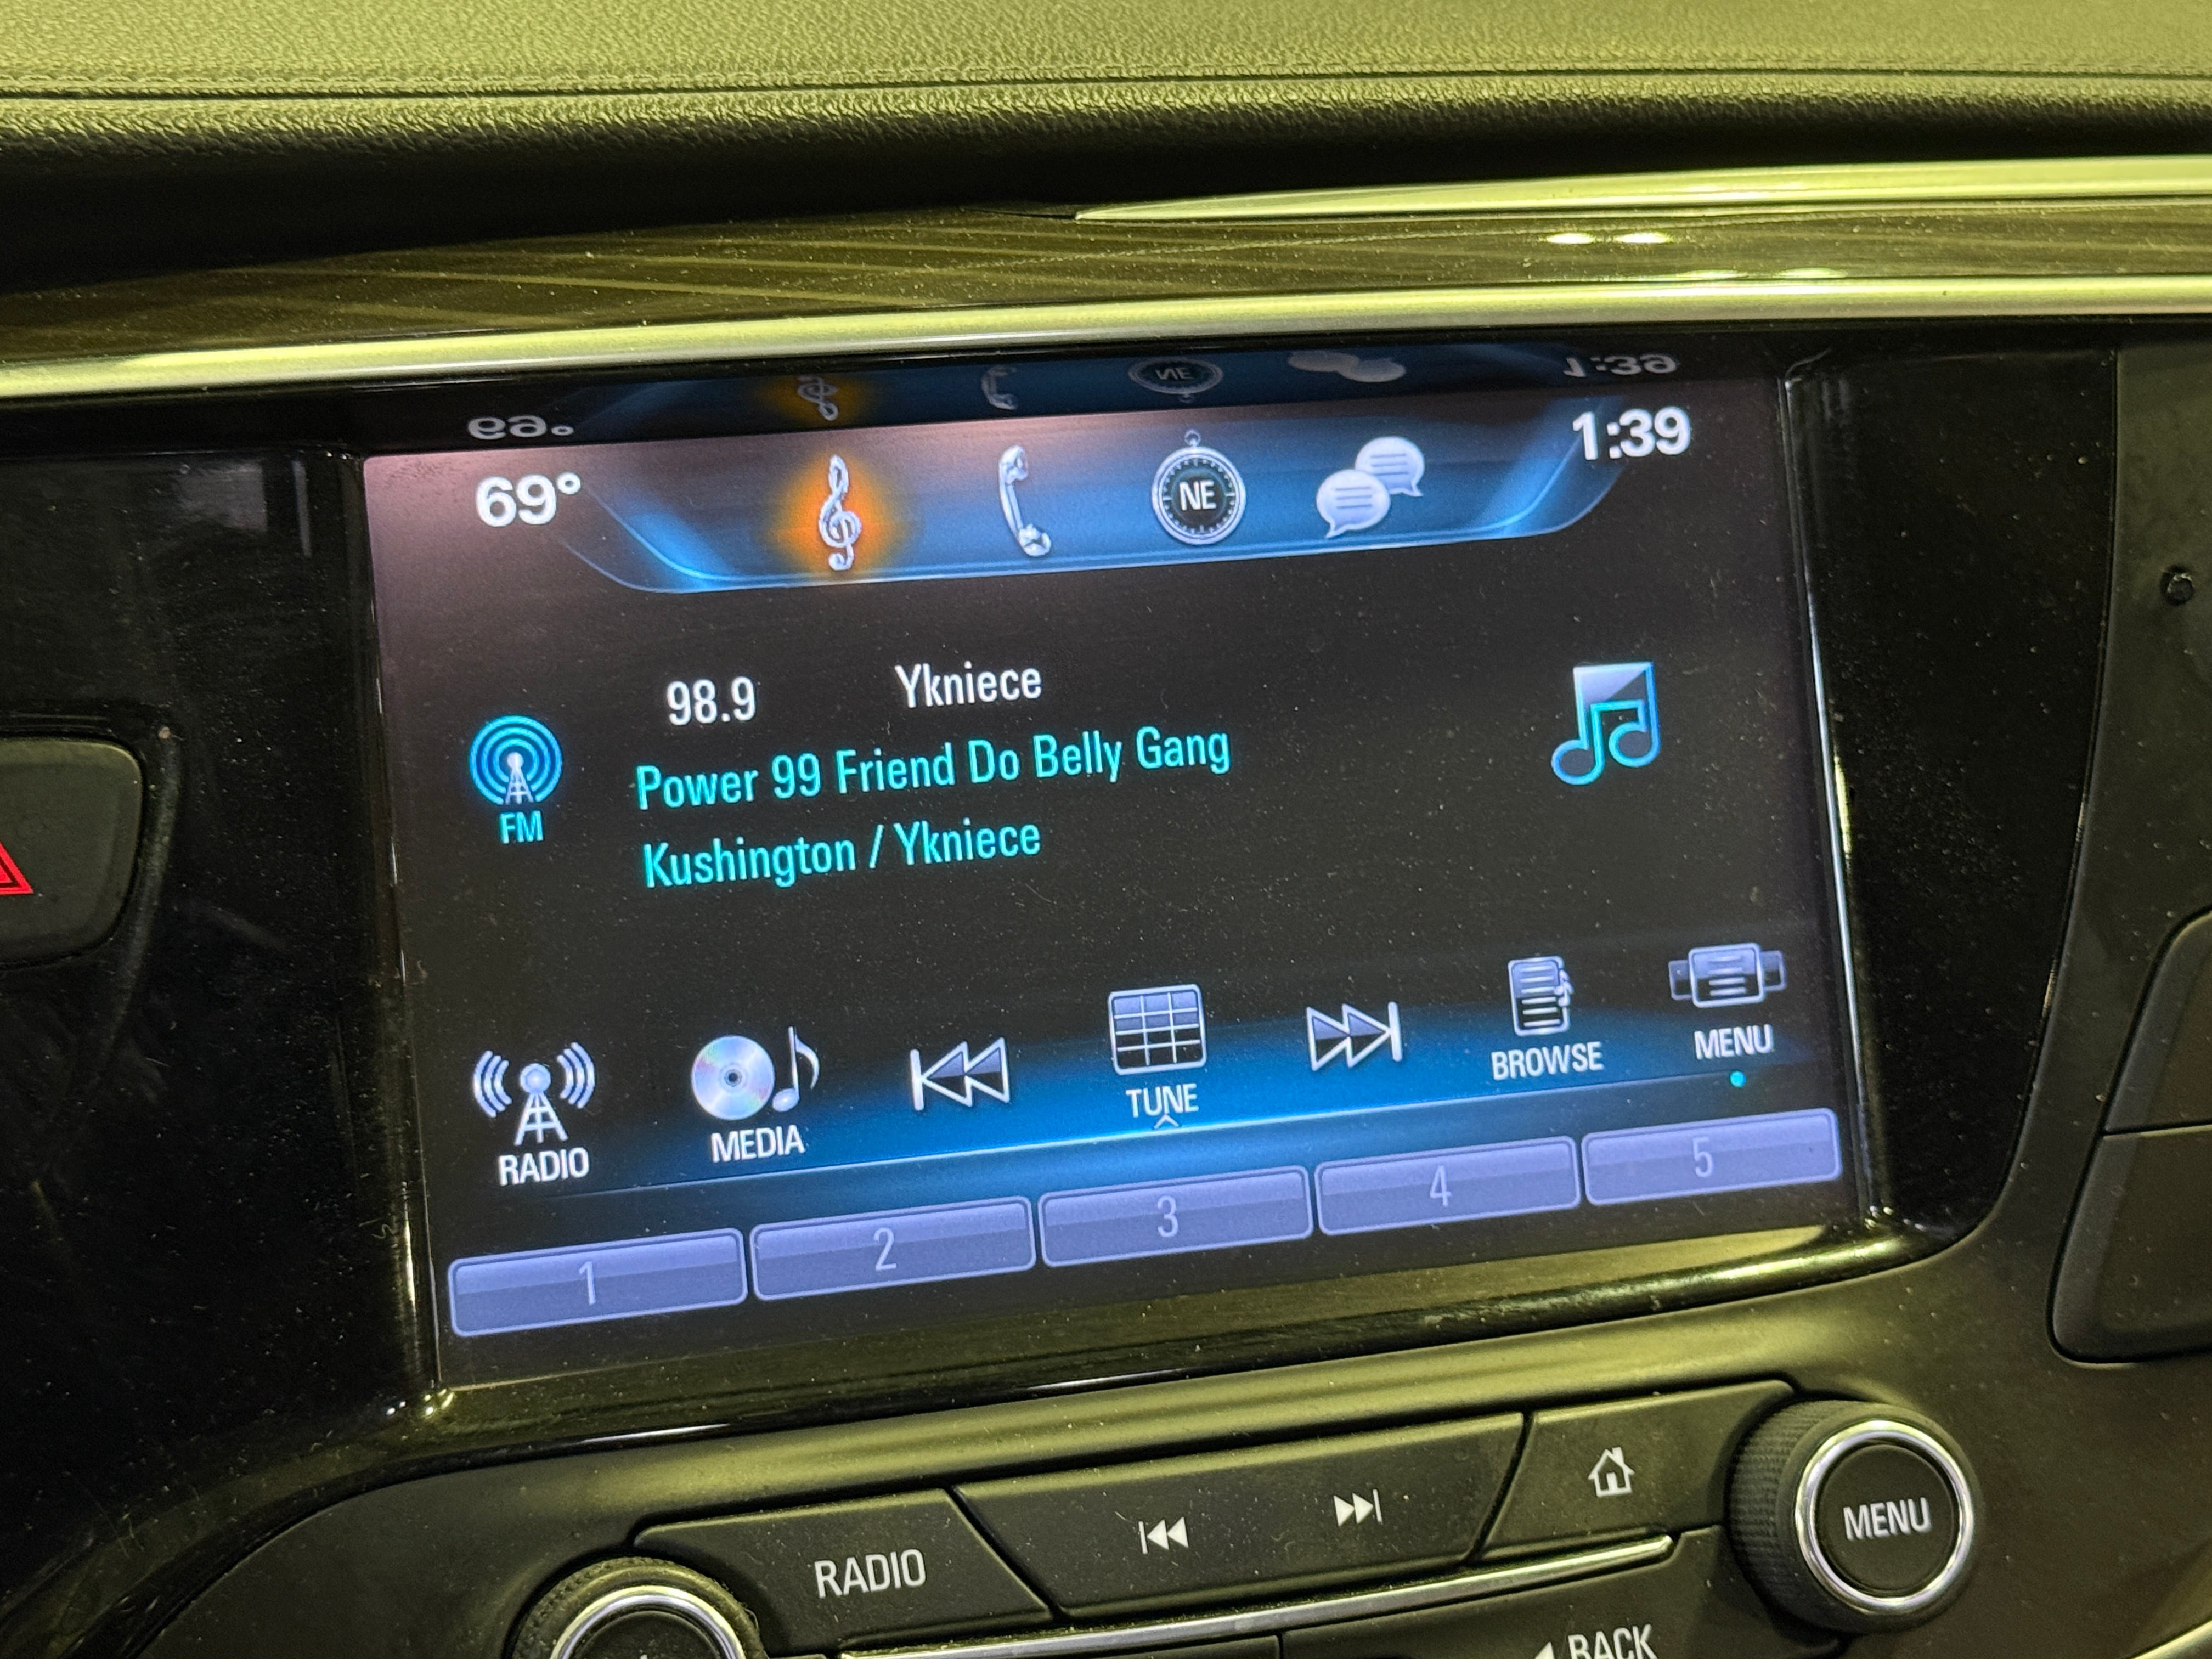 69°
NE
1:39
98.9 Ykniece
Power 99 Friend Do Belly Gang
Kushington / Ykniece
FM
RADIO
MEDIA
TUNE
BROWSE
MENU
1
2
3
4
5
RADIO
MENU
BACK